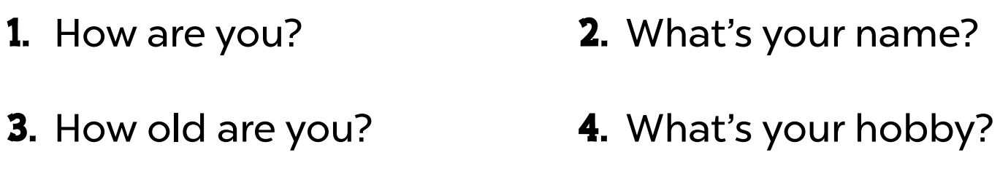 1. How are you?
2. What’s your name?
3. How old are you?
4. What’s your hobby?